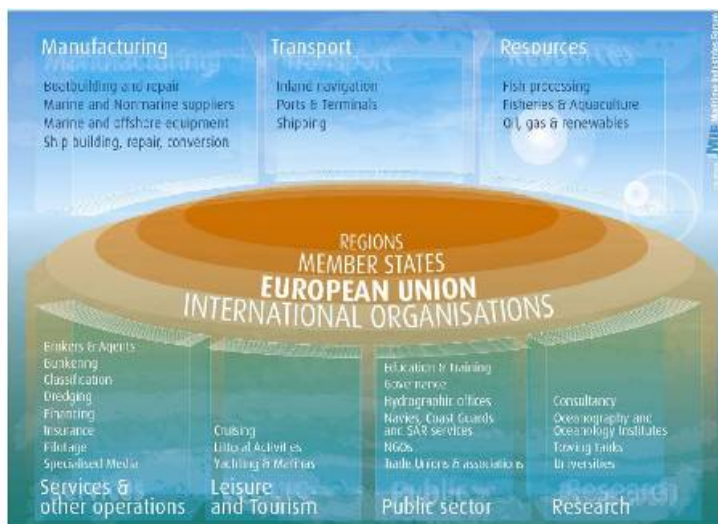 Manufacturing
Boatbuilding and repair
Marine and Nonmarine suppliers
Marine and offshore equipment
Ship building, repair, conversion
Transport
Inland navigation
Ports & Terminals
Shipping
Resources
Fish processing
Fisheries & Aquaculture
Oil, gas & renewables
MIF Maritime Industries Forum
REGIONS
MEMBER STATES
EUROPEAN UNION
INTERNATIONAL ORGANISATIONS
Brokers & Agents
Bunkering
Classification
Dredging
Financing
Insurance
Pilotage
Specialised Media
Services &
other operations
Cruising
Littoral Activities
Yachting & Marinas
Leisure
and Tourism
Education & Training
Governance
Hydrographic offices
Navies, Coast Guards
and SAR services
NGOs
Trade Unions & associations
Public sector
Consultancy
Oceanography and
Oceanology Institutes
Towing tanks
Universities
Research